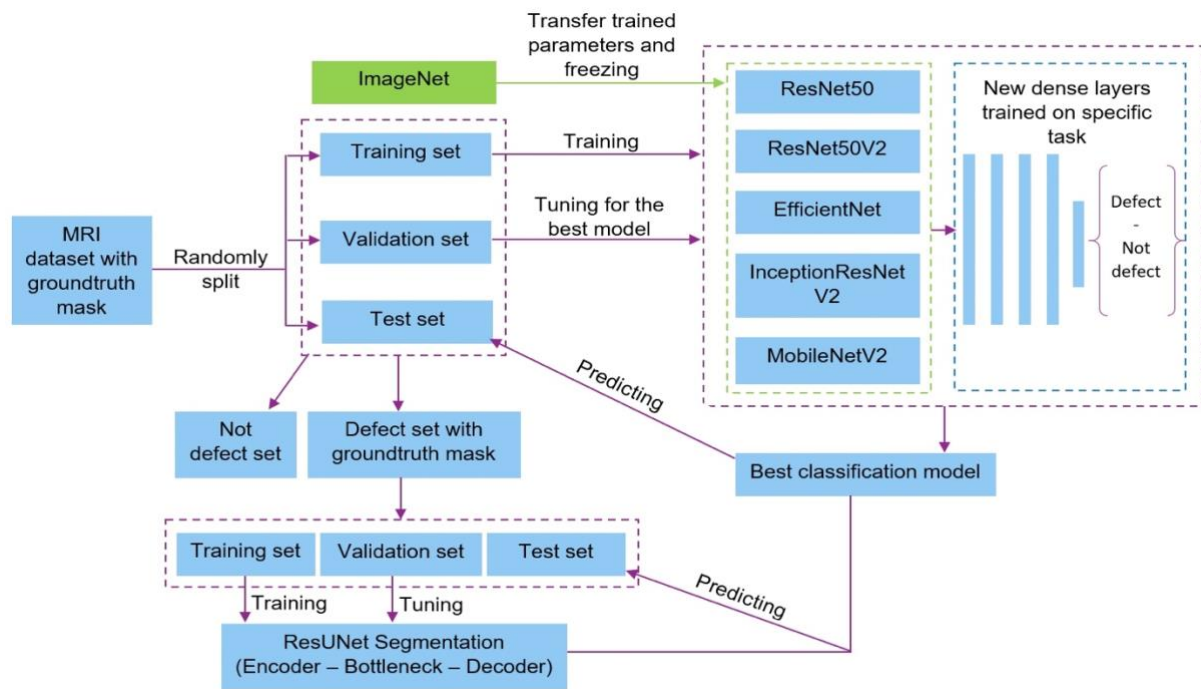 Transfer trained
parameters and
freezing
ImageNet
ResNet50
New dense layers
trained on specific
task
Training set
Training
ResNet50V2
Tuning for the
best model
EfficientNet
Defect
-
Not
defect
MRI
dataset with
groundtruth
mask
Randomly
split
Validation set
InceptionResNet
V2
Test set
MobileNetV2
Predicting
Not
defect set
Defect set with
groundtruth mask
Best classification model
Training set
Validation set
Test set
Predicting
Training
Tuning
ResUNet Segmentation
(Encoder – Bottleneck – Decoder)